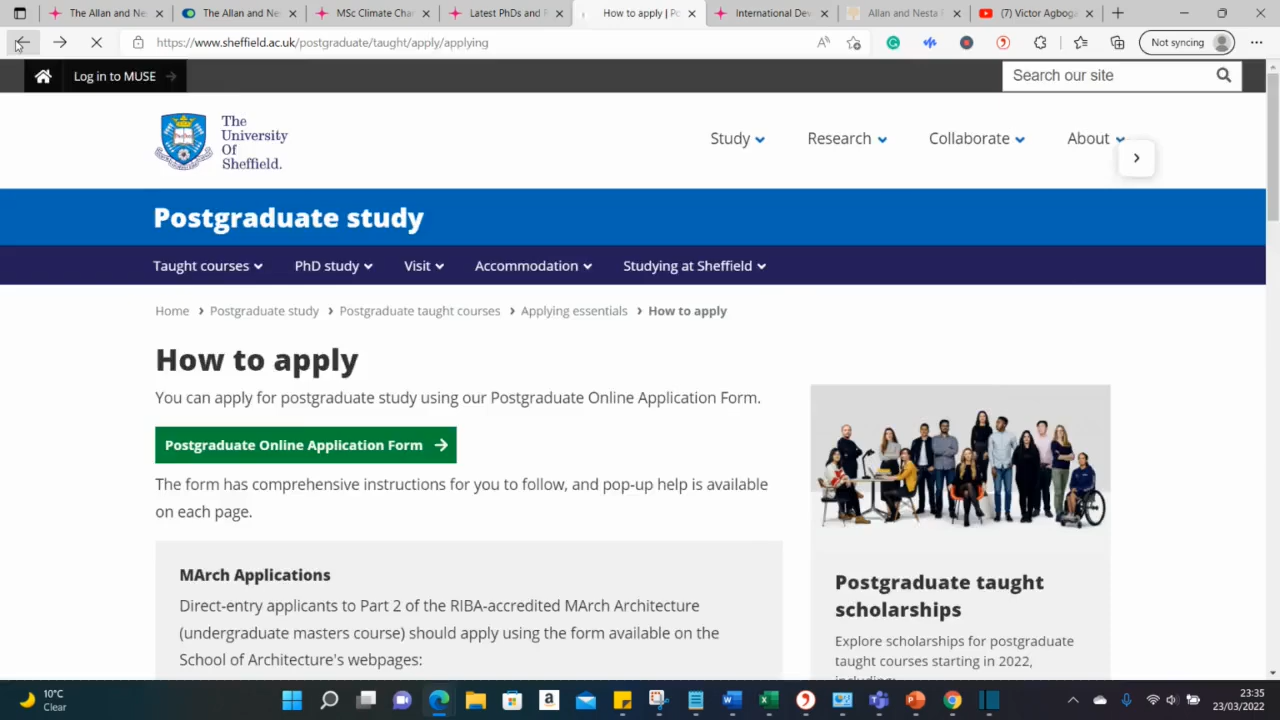 The Allan and Ne
The Allan and Ne
MSc Climate Cha
Latest PhDs and R
How to apply | Po
International Dev
Allan and Nesta
(7) Victor Agboga
https://www.sheffield.ac.uk/postgraduate/taught/apply/applying
Not syncing
Log in to MUSE
Search our site
The
University
Of
Sheffield.
Study
Research
Collaborate
About
Postgraduate study
Taught courses
PhD study
Visit
Accommodation
Studying at Sheffield
Home › Postgraduate study › Postgraduate taught courses › Applying essentials › How to apply
How to apply
You can apply for postgraduate study using our Postgraduate Online Application Form.
Postgraduate Online Application Form →
The form has comprehensive instructions for you to follow, and pop-up help is available
on each page.
MArch Applications
Direct-entry applicants to Part 2 of the RIBA-accredited MArch Architecture
(undergraduate masters course) should apply using the form available on the
School of Architecture's webpages:
Postgraduate taught
scholarships
Explore scholarships for postgraduate
taught courses starting in 2022,
including:
10°C
Clear
23:35
23/03/2022